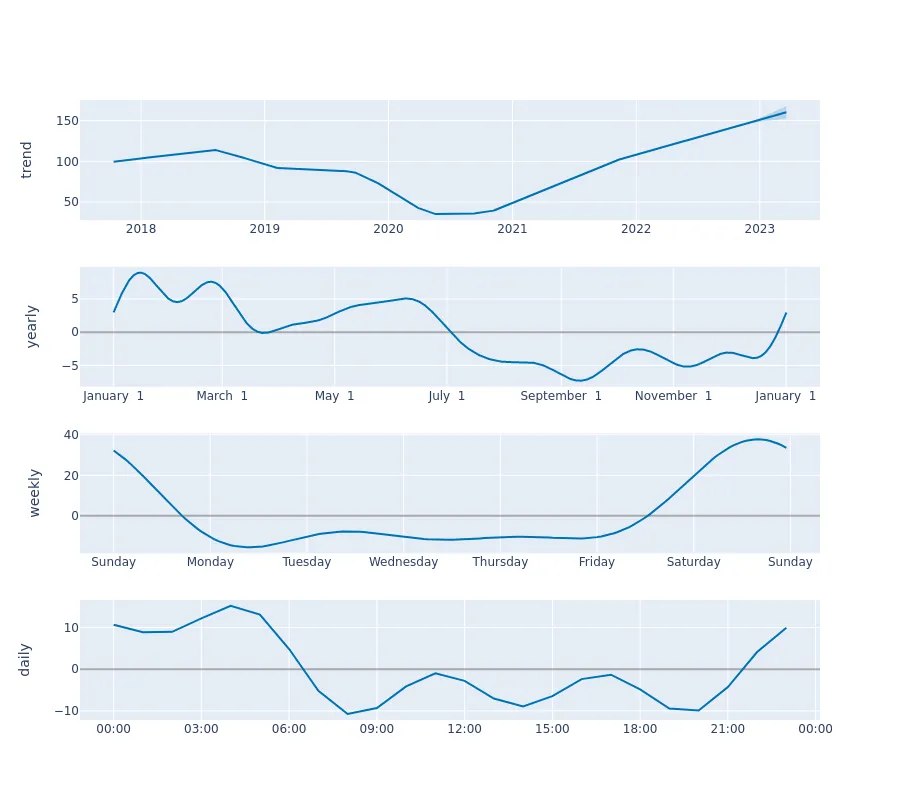 trend
150
100
50
2018 2019 2020 2021 2022 2023
yearly
5
0
−5
January 1 March 1 May 1 July 1 September 1 November 1 January 1
weekly
40
20
0
Sunday Monday Tuesday Wednesday Thursday Friday Saturday Sunday
daily
10
0
−10
00:00 03:00 06:00 09:00 12:00 15:00 18:00 21:00 00:00